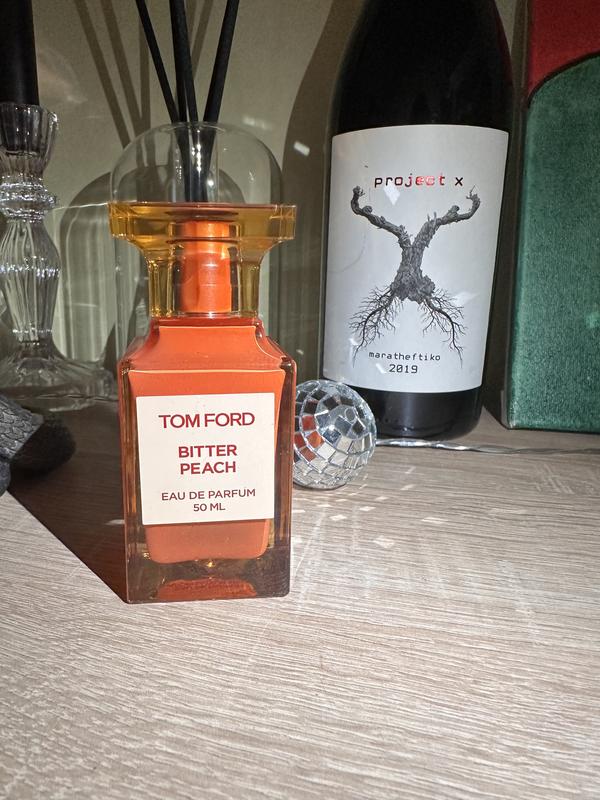 TOM FORD
BITTER
PEACH
EAU DE PARFUM
50 ML
project x
maratheftiko
2019